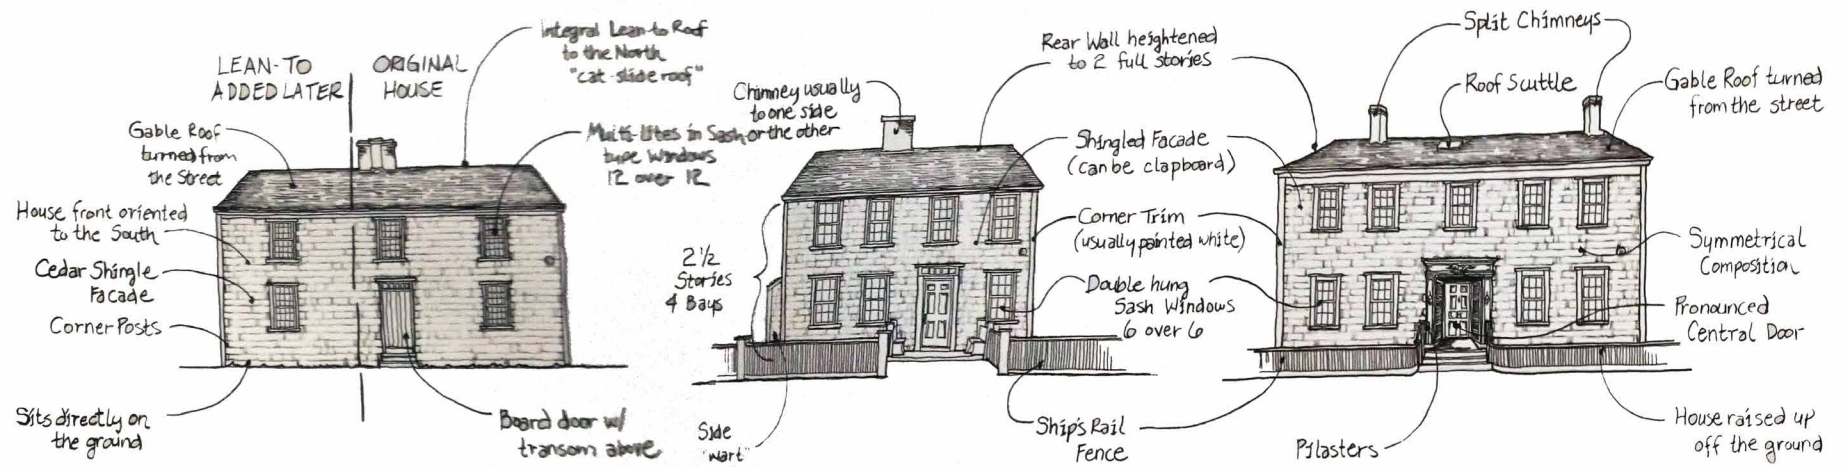 LEAN-TO
ADDED LATER
ORIGINAL
HOUSE
Integral Lean-to Roof
to the North
"cat-slide roof"
Gable Roof
turned from
the Street
Multi-lites in Sash
type Windows
12 over 12
House front oriented
to the South
Cedar Shingle
Facade
Corner Posts
Sits directly on
the ground
Board door w/
transom above
Chimney usually
to one side
or the other
Rear Wall heightened
to 2 full stories
Shingled Facade
(can be clapboard)
Corner Trim
(usually painted white)
2 1/2
Stories
4 Bays
Double hung
Sash Windows
6 over 6
Side
"wart"
Ship's Rail
Fence
Split Chimneys
Roof Scuttle
Gable Roof turned
from the street
Symmetrical
Composition
Pronounced
Central Door
Pilasters
House raised up
off the ground